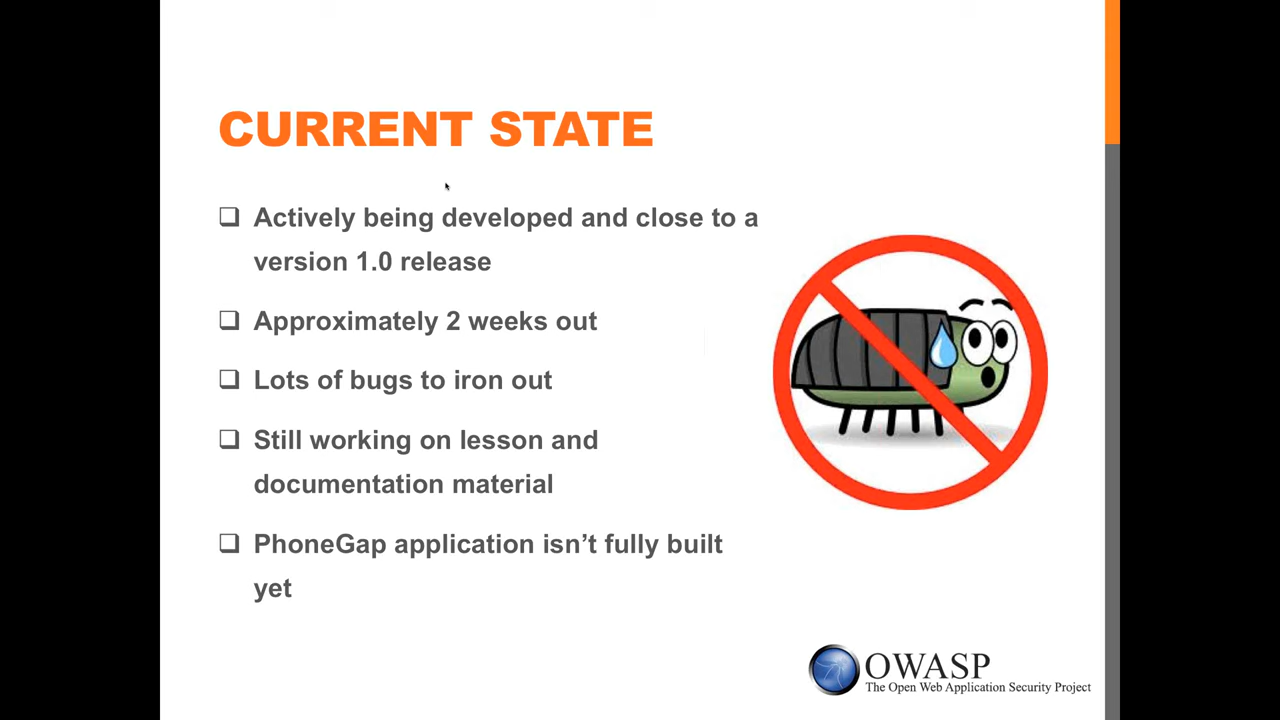 CURRENT STATE
❑ Actively being developed and close to a
version 1.0 release
❑ Approximately 2 weeks out
❑ Lots of bugs to iron out
❑ Still working on lesson and
documentation material
❑ PhoneGap application isn’t fully built
yet
OWASP
The Open Web Application Security Project